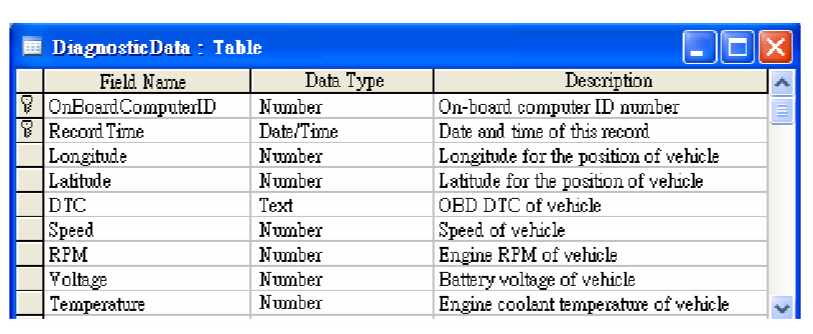 DiagnosticData : Table
Field Name Data Type Description
OnBoardComputerID Number On-board computer ID number
RecordTime Date/Time Date and time of this record
Longitude Number Longitude for the position of vehicle
Latitude Number Latitude for the position of vehicle
DTC Text OBD DTC of vehicle
Speed Number Speed of vehicle
RPM Number Engine RPM of vehicle
Voltage Number Battery voltage of vehicle
Temperature Number Engine coolant temperature of vehicle